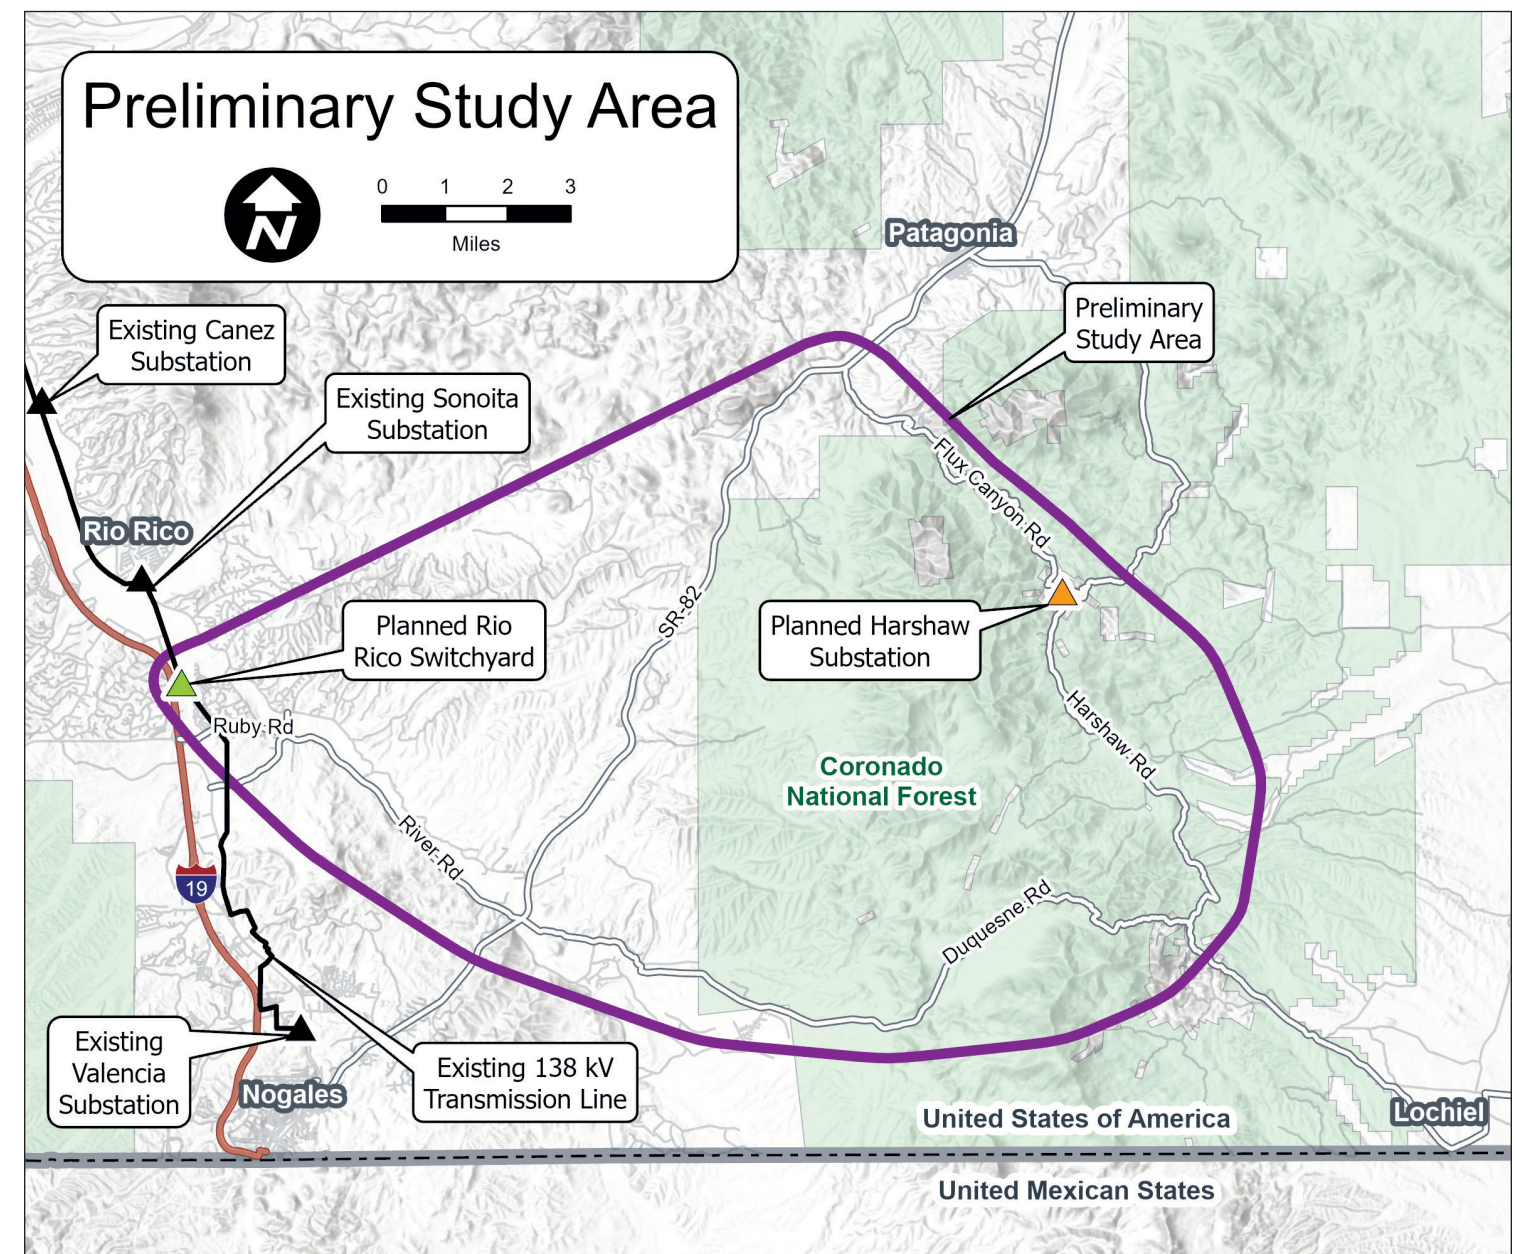 Preliminary Study Area
N
0 1 2 3
Miles
Patagonia
Existing Canez
Substation
Preliminary
Study Area
Existing Sonoita
Substation
Flux Canyon Rd
Rio Rico
SR-82
Planned Rio
Rico Switchyard
Planned Harshaw
Substation
Ruby Rd
Harshaw Rd
Coronado
National Forest
River Rd
19
Duquesne Rd
Existing
Valencia
Substation
Existing 138 kV
Transmission Line
Nogales
United States of America
Lochiel
United Mexican States